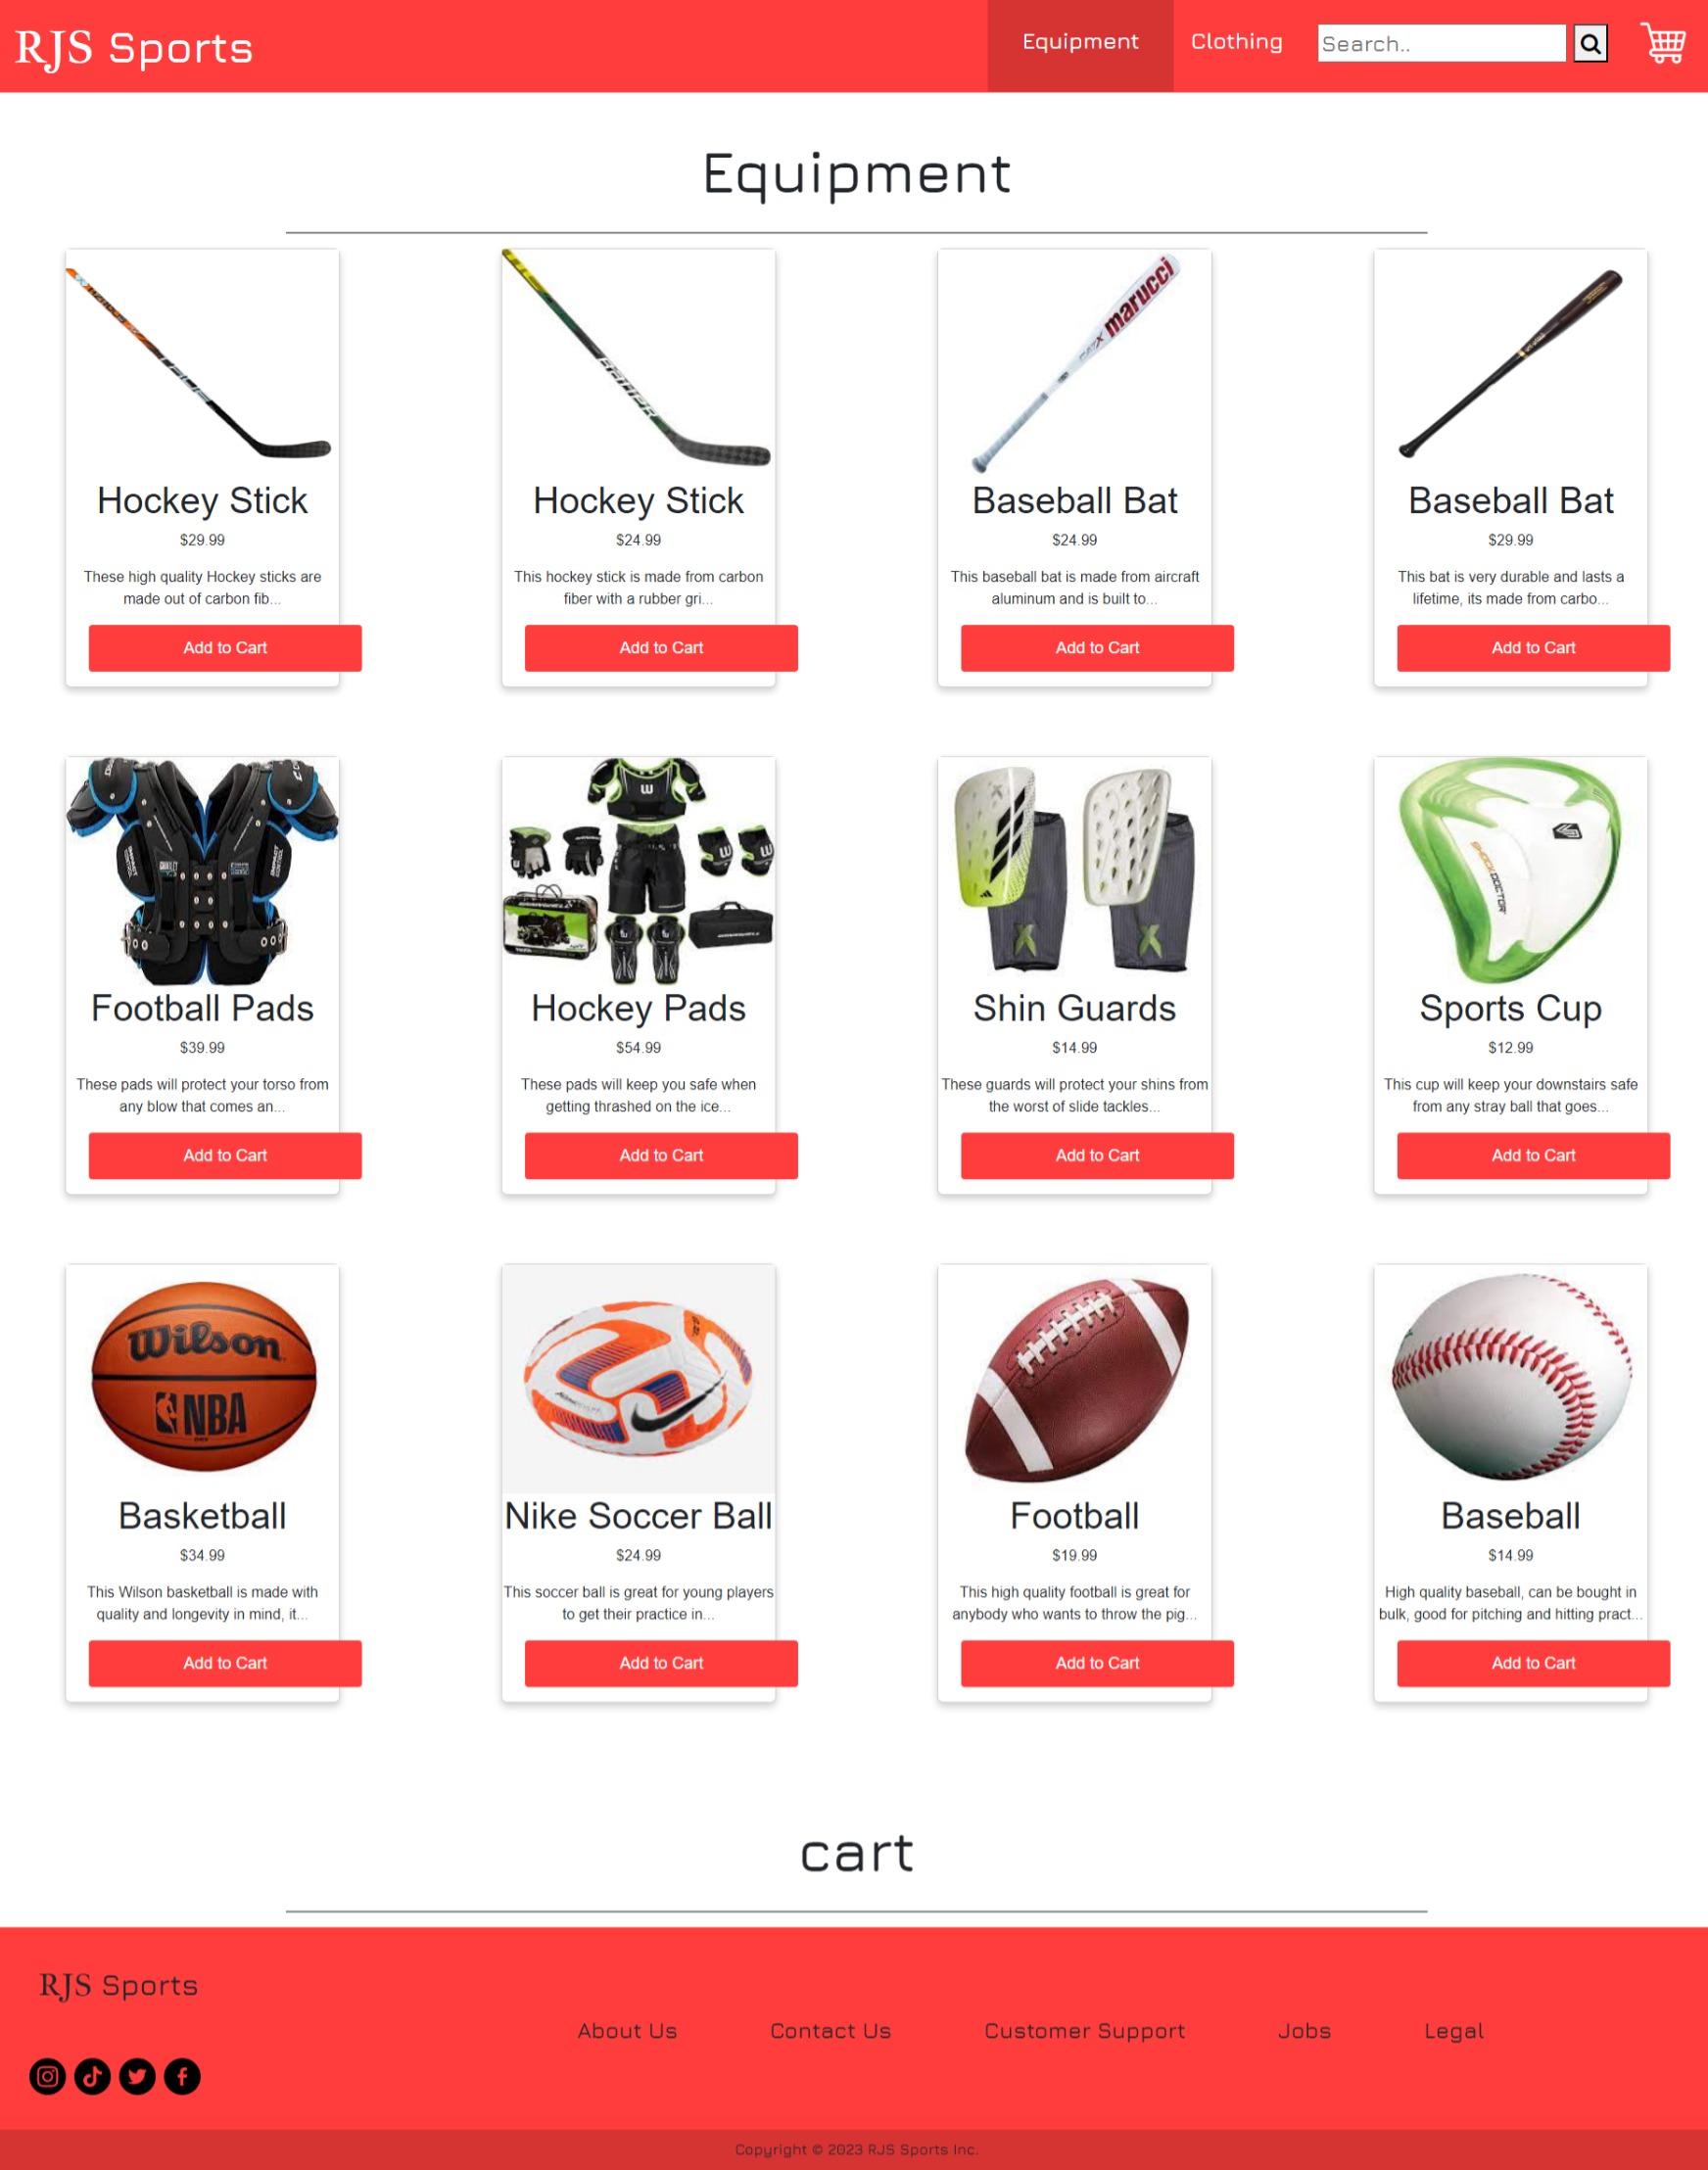 RJS Sports
Equipment
Clothing
Search..
Equipment
marucci
Hockey Stick
Hockey Stick
Baseball Bat
Baseball Bat
$29.99
$24.99
$24.99
$29.99
These high quality Hockey sticks are
made out of carbon fib...
This hockey stick is made from carbon
fiber with a rubber gri...
This baseball bat is made from aircraft
aluminum and is built to...
This bat is very durable and lasts a
lifetime, its made from carbo...
Add to Cart
Add to Cart
Add to Cart
Add to Cart
SHOCK DOCTOR
Football Pads
Hockey Pads
Shin Guards
Sports Cup
$39.99
$54.99
$14.99
$12.99
These pads will protect your torso from
any blow that comes an...
These pads will keep you safe when
getting thrashed on the ice...
These guards will protect your shins from
the worst of slide tackles...
This cup will keep your downstairs safe
from any stray ball that goes...
Add to Cart
Add to Cart
Add to Cart
Add to Cart
Wilson
NBA
Basketball
Nike Soccer Ball
Football
Baseball
$34.99
$24.99
$19.99
$14.99
This Wilson basketball is made with
quality and longevity in mind, it...
This soccer ball is great for young players
to get their practice in...
This high quality football is great for
anybody who wants to throw the pig...
High quality baseball, can be bought in
bulk, good for pitching and hitting pract...
Add to Cart
Add to Cart
Add to Cart
Add to Cart
cart
RJS Sports
About Us
Contact Us
Customer Support
Jobs
Legal
Copyright © 2023 RJS Sports Inc.